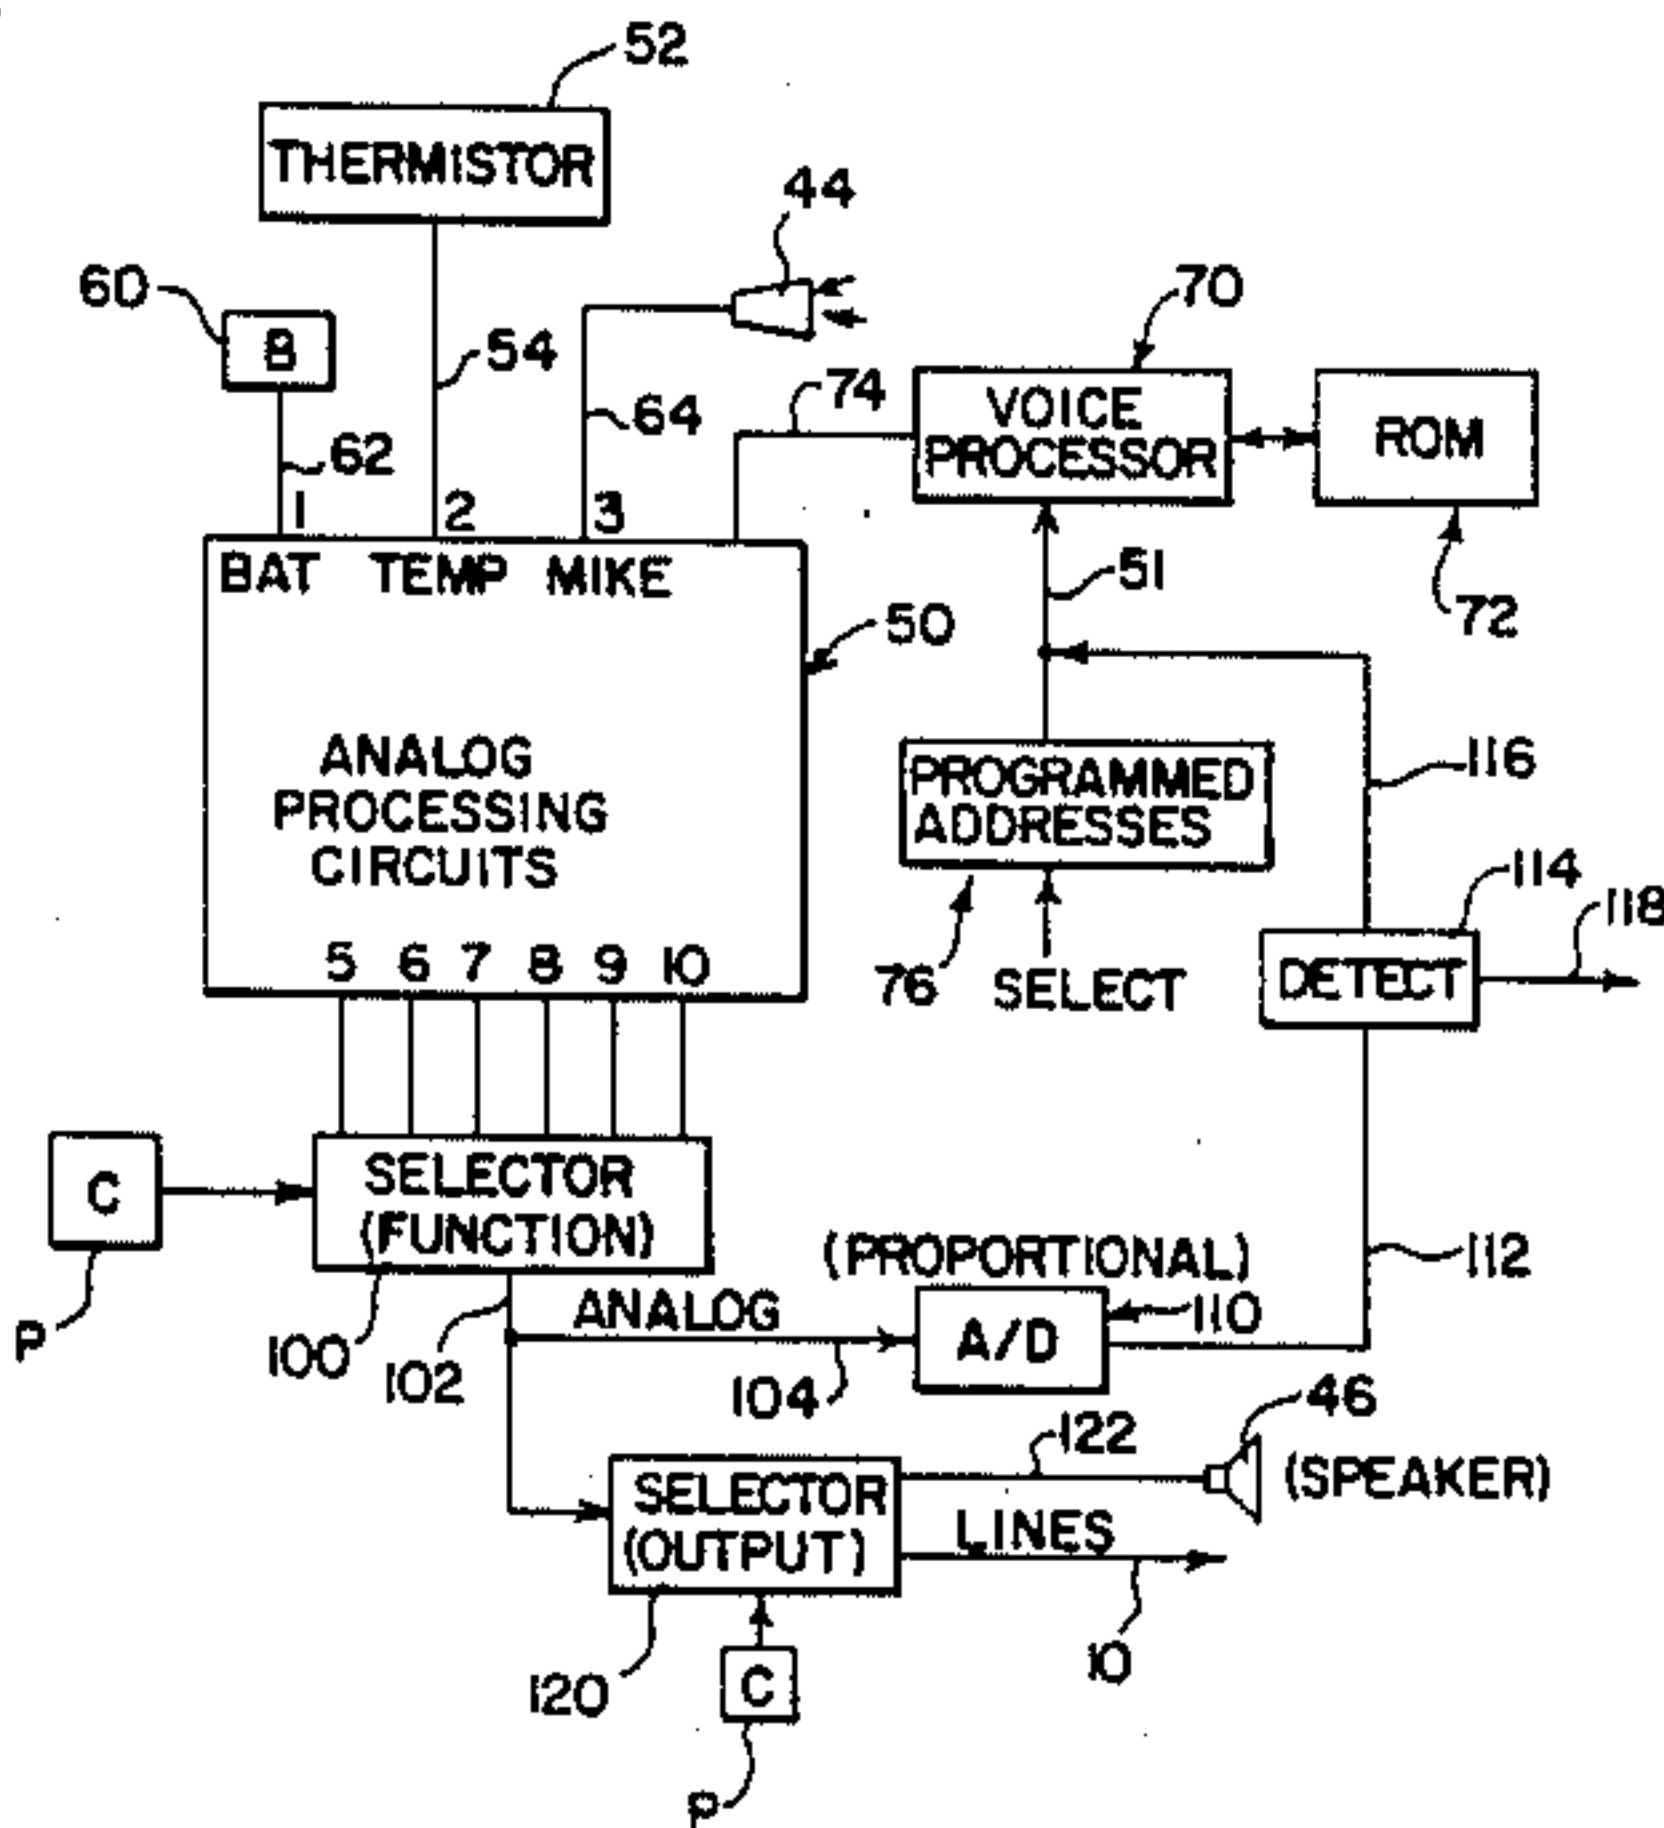 52
THERMISTOR
44
60
B
54
70
64
74
VOICE
PROCESSOR
ROM
62
1
2
3
BAT TEMP MIKE
51
72
50
ANALOG
PROCESSING
CIRCUITS
PROGRAMMED
ADDRESSES
116
114
118
5 6 7 8 9 10
76
SELECT
DETECT
C
SELECTOR
(FUNCTION)
(PROPORTIONAL)
112
P
100
102
ANALOG
110
A/D
104
46
122
SELECTOR
(OUTPUT)
(SPEAKER)
LINES
10
120
C
P